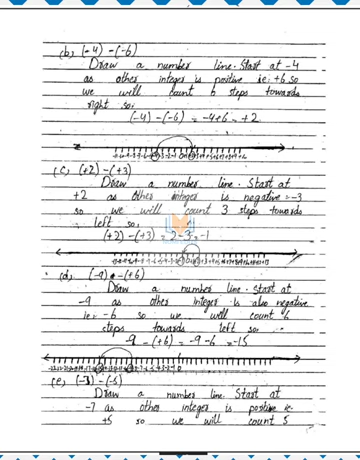 (b) (-4) - (-6)
Draw a number line. Start at -4
as other integer is positive ie; +6 so
we will count 6 steps towards
right so;
(-4) - (-6) = -4+6 = +2
(c) (+2) - (+3)
Draw a number line. Start at
+2 as other integer is negative = -3
so we will count 3 steps towards
left so,
(+2) - (+3) = 2-3 = -1
(d) (-9) - (+6)
Draw a number line. Start at
-9 as other integer is also negative
ie; -6 so we will count 6
steps towards left so;
-9 - (+6) = -9 -6 = -15
(e) (-7) - (-5)
Draw a number line. Start at
-7 as other integer is positive ie-
+5 so we will count 5